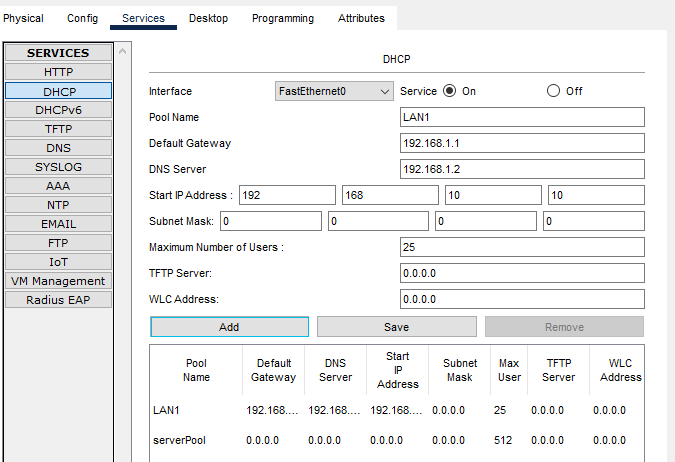 Physical Config Services Desktop Programming Attributes
SERVICES
HTTP
DHCP
DHCPv6
TFTP
DNS
SYSLOG
AAA
NTP
EMAIL
FTP
IoT
VM Management
Radius EAP
DHCP
Interface FastEthernet0 Service On Off
Pool Name LAN1
Default Gateway 192.168.1.1
DNS Server 192.168.1.2
Start IP Address : 192 168 10 10
Subnet Mask: 0 0 0 0
Maximum Number of Users : 25
TFTP Server: 0.0.0.0
WLC Address: 0.0.0.0
Add Save Remove
Pool Name Default Gateway DNS Server Start IP Address Subnet Mask Max User TFTP Server WLC Address
LAN1 192.168.... 192.168.... 192.168.... 0.0.0.0 25 0.0.0.0 0.0.0.0
serverPool 0.0.0.0 0.0.0.0 0.0.0.0 0.0.0.0 512 0.0.0.0 0.0.0.0